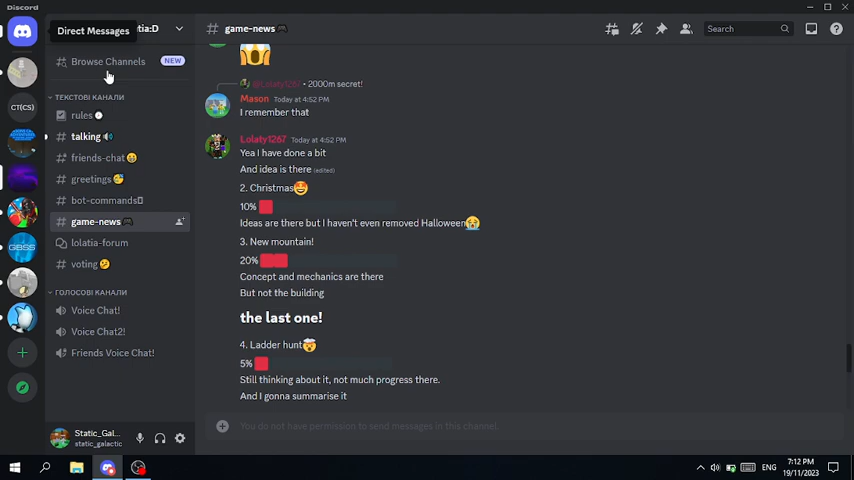 Discord
Direct Messages
tia:D
game-news
Search
Browse Channels
NEW
ТЕКСТОВІ КАНАЛИ
rules
talking
friends-chat
greetings
bot-commands
game-news
lolatia-forum
voting
ГОЛОСОВІ КАНАЛИ
Voice Chat!
Voice Chat2!
Friends Voice Chat!
CT(CS)
GBSS
@Lolaty1267 • 2000m secret!
Mason Today at 4:52 PM
I remember that
Lolaty1267 Today at 4:52 PM
Yea I have done a bit
And idea is there (edited)
2. Christmas🤩
10%
Ideas are there but I haven't even removed Halloween😭
3. New mountain!
20%
Concept and mechanics are there
But not the building
the last one!
4. Ladder hunt🤯
5%
Still thinking about it, not much progress there.
And I gonna summarise it
You do not have permission to send messages in this channel.
Static_Gal...
static_galactic
ENG
7:12 PM
19/11/2023